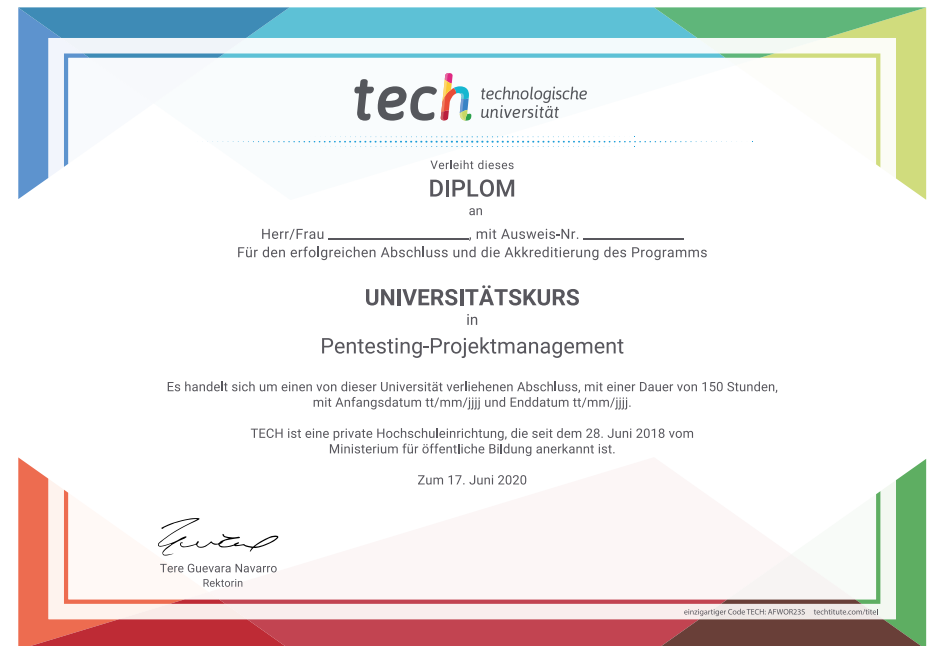 tech technologische
universität
Verleiht dieses
DIPLOM
an
Herr/Frau ____________________, mit Ausweis-Nr. ______________
Für den erfolgreichen Abschluss und die Akkreditierung des Programms
UNIVERSITÄTSKURS
in
Pentesting-Projektmanagement
Es handelt sich um einen von dieser Universität verliehenen Abschluss, mit einer Dauer von 150 Stunden,
mit Anfangsdatum tt/mm/jjjj und Enddatum tt/mm/jjjj.
TECH ist eine private Hochschuleinrichtung, die seit dem 28. Juni 2018 vom
Ministerium für öffentliche Bildung anerkannt ist.
Zum 17. Juni 2020
Tere Guevara Navarro
Rektorin
einzigartiger Code TECH: AFWOR23S techtitute.com/titel